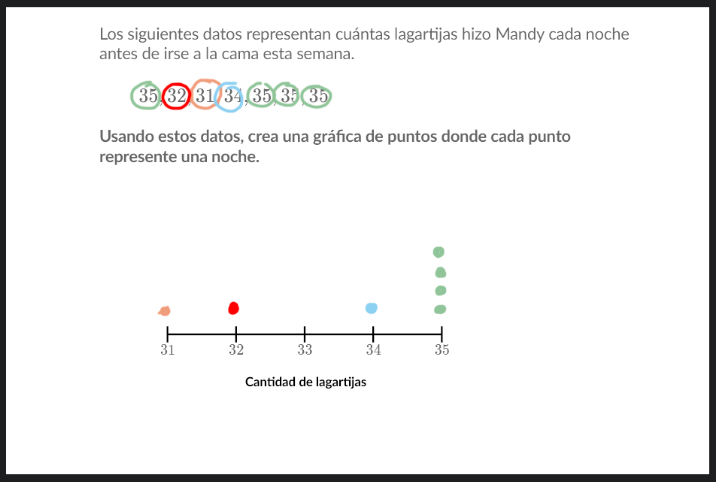 Los siguientes datos representan cuántas lagartijas hizo Mandy cada noche
antes de irse a la cama esta semana.
35, 32, 31, 34, 35, 35, 35
Usando estos datos, crea una gráfica de puntos donde cada punto
represente una noche.
31 32 33 34 35
Cantidad de lagartijas